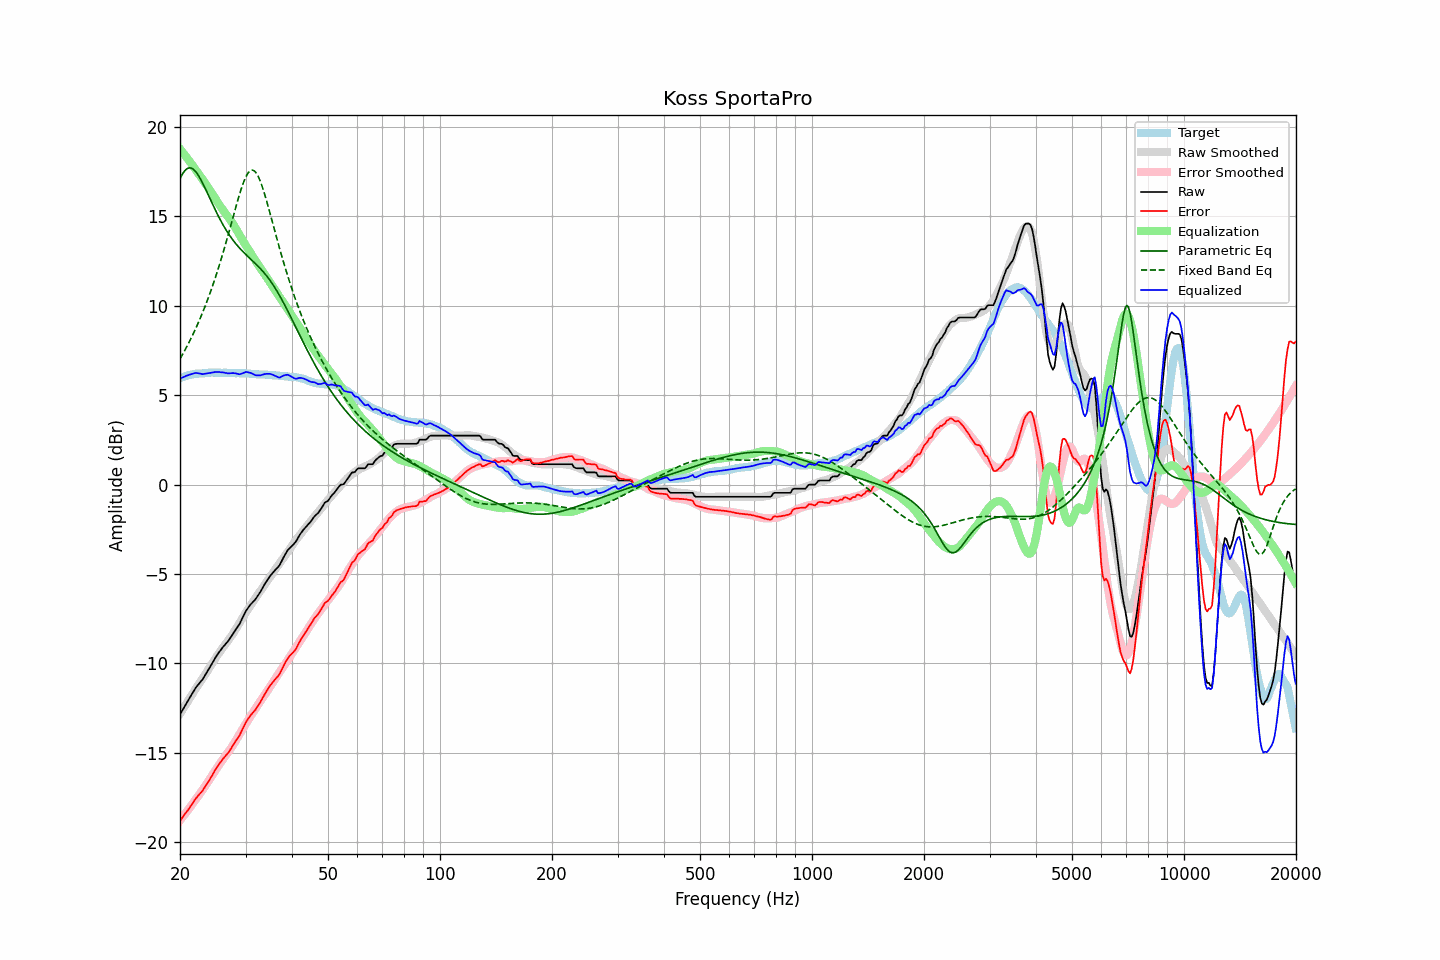 Koss SportaPro
Target
Raw Smoothed
Error Smoothed
Raw
Error
Equalization
Parametric Eq
Fixed Band Eq
Equalized
Amplitude (dBr)
20
15
10
5
0
−5
−10
−15
−20
20 50 100 200 500 1000 2000 5000 10000 20000
Frequency (Hz)